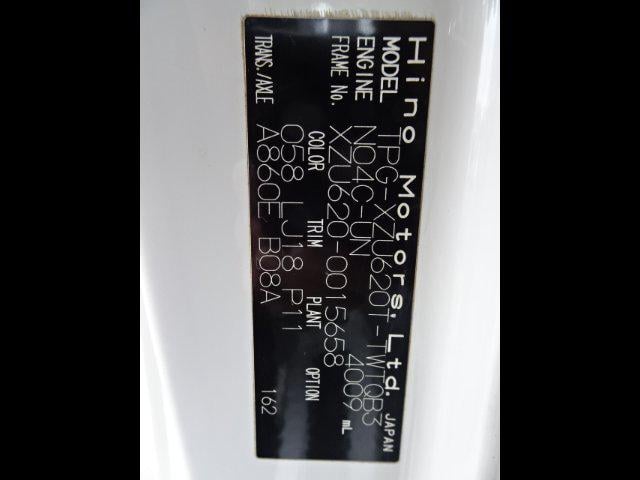 Hino Motors, Ltd. JAPAN
MODEL TPG-XZU620T-TWTQB3
ENGINE N04C-UN 4009 mL
FRAME No. XZU620-0015658
COLOR TRIM PLANT OPTION
058 LJ18 P11
TRANS./AXLE A860E B08A 162